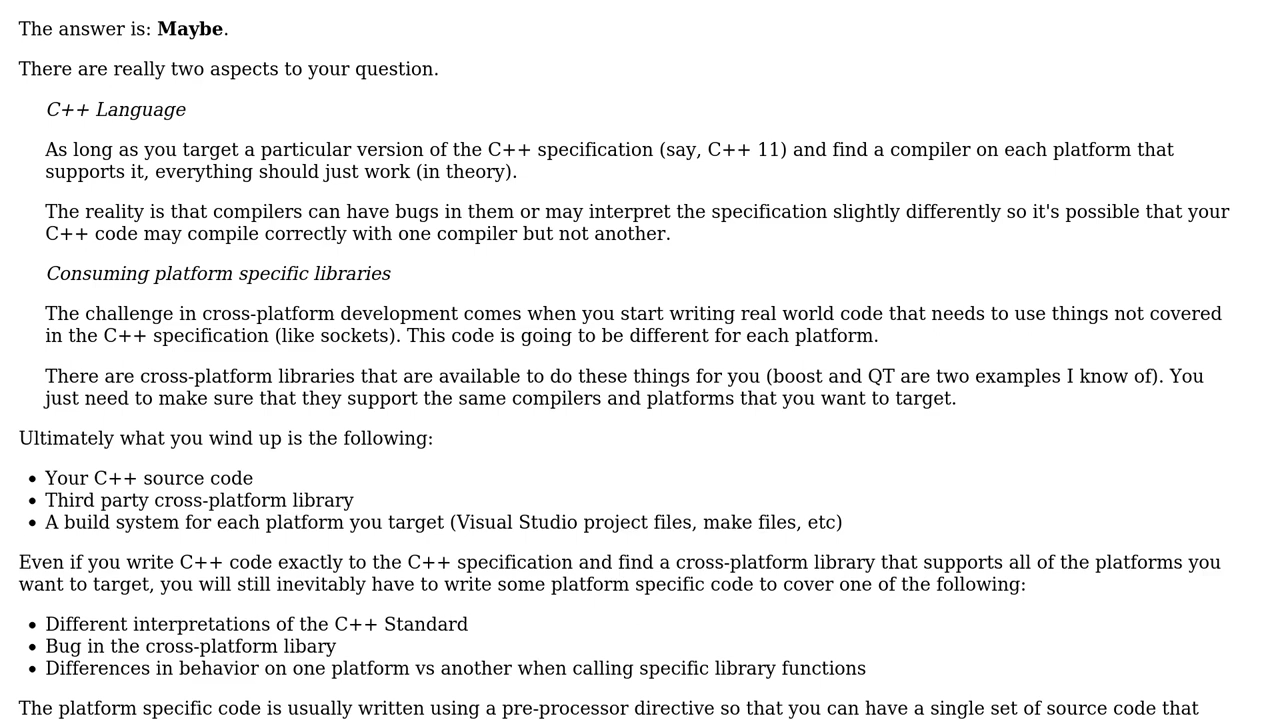 The answer is: Maybe.
There are really two aspects to your question.
C++ Language
As long as you target a particular version of the C++ specification (say, C++ 11) and find a compiler on each platform that
supports it, everything should just work (in theory).
The reality is that compilers can have bugs in them or may interpret the specification slightly differently so it's possible that your
C++ code may compile correctly with one compiler but not another.
Consuming platform specific libraries
The challenge in cross-platform development comes when you start writing real world code that needs to use things not covered
in the C++ specification (like sockets). This code is going to be different for each platform.
There are cross-platform libraries that are available to do these things for you (boost and QT are two examples I know of). You
just need to make sure that they support the same compilers and platforms that you want to target.
Ultimately what you wind up is the following:
• Your C++ source code
• Third party cross-platform library
• A build system for each platform you target (Visual Studio project files, make files, etc)
Even if you write C++ code exactly to the C++ specification and find a cross-platform library that supports all of the platforms you
want to target, you will still inevitably have to write some platform specific code to cover one of the following:
• Different interpretations of the C++ Standard
• Bug in the cross-platform libary
• Differences in behavior on one platform vs another when calling specific library functions
The platform specific code is usually written using a pre-processor directive so that you can have a single set of source code that